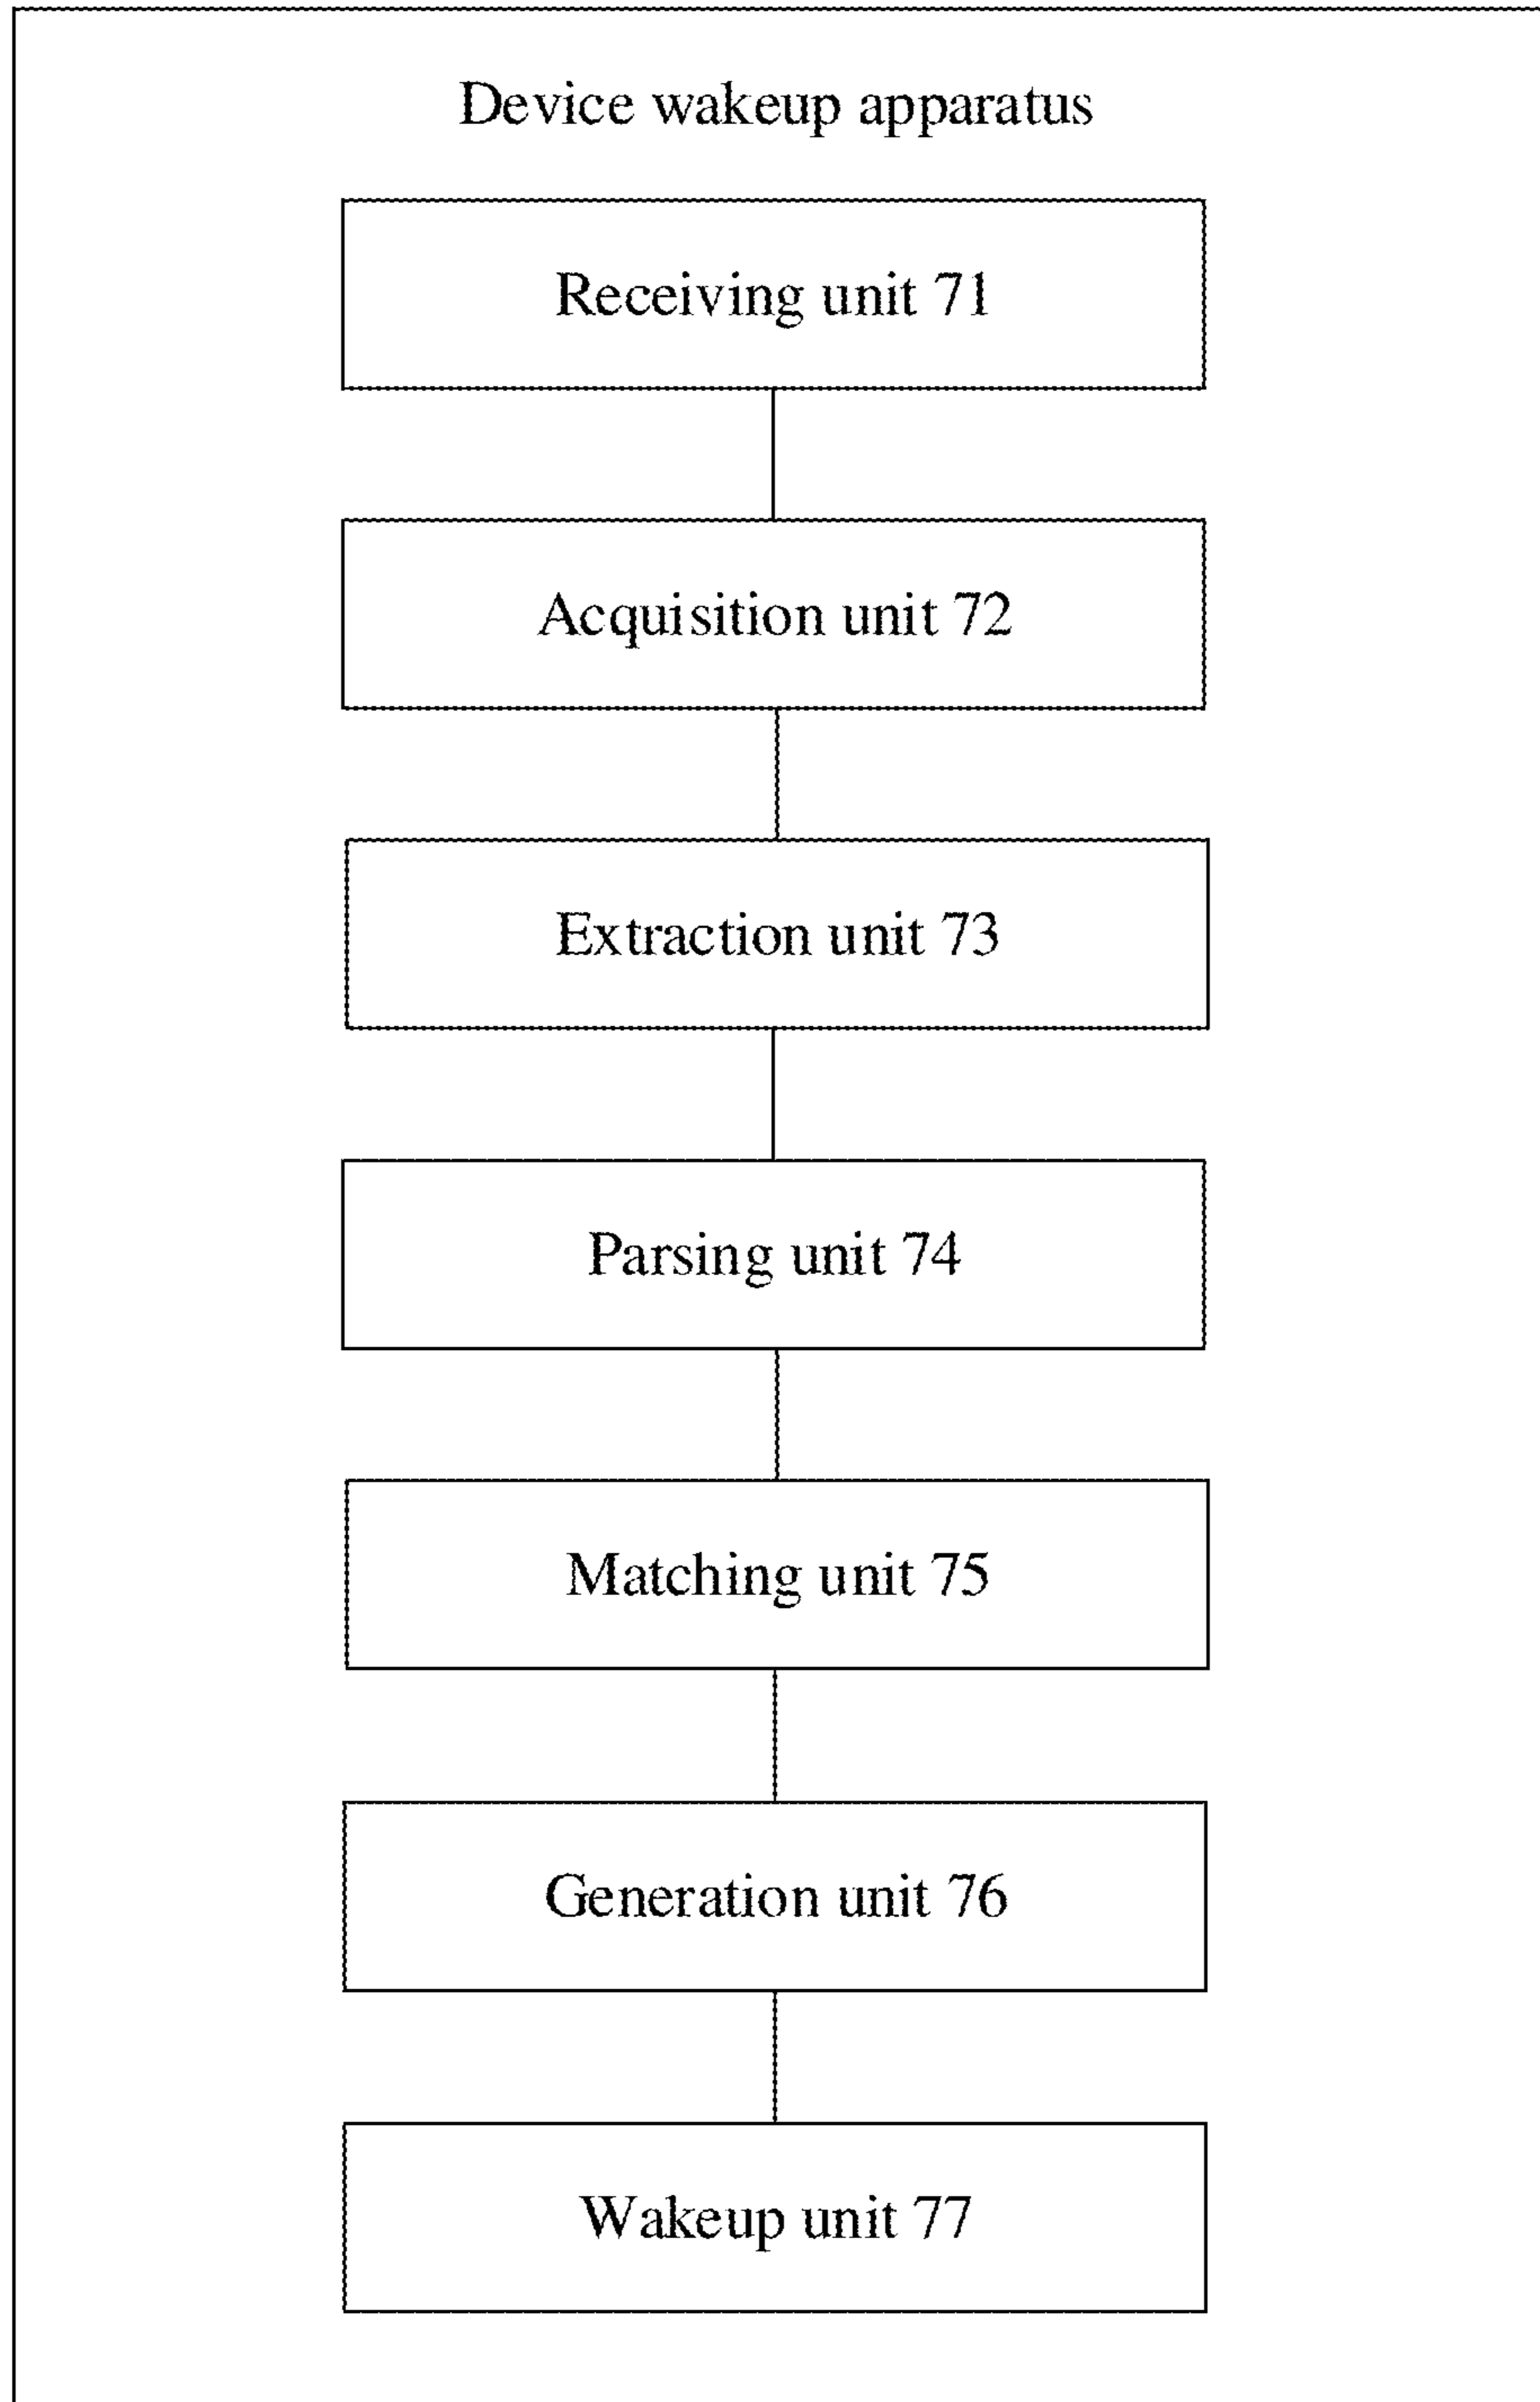 Device wakeup apparatus
Receiving unit 71
Acquisition unit 72
Extraction unit 73
Parsing unit 74
Matching unit 75
Generation unit 76
Wakeup unit 77